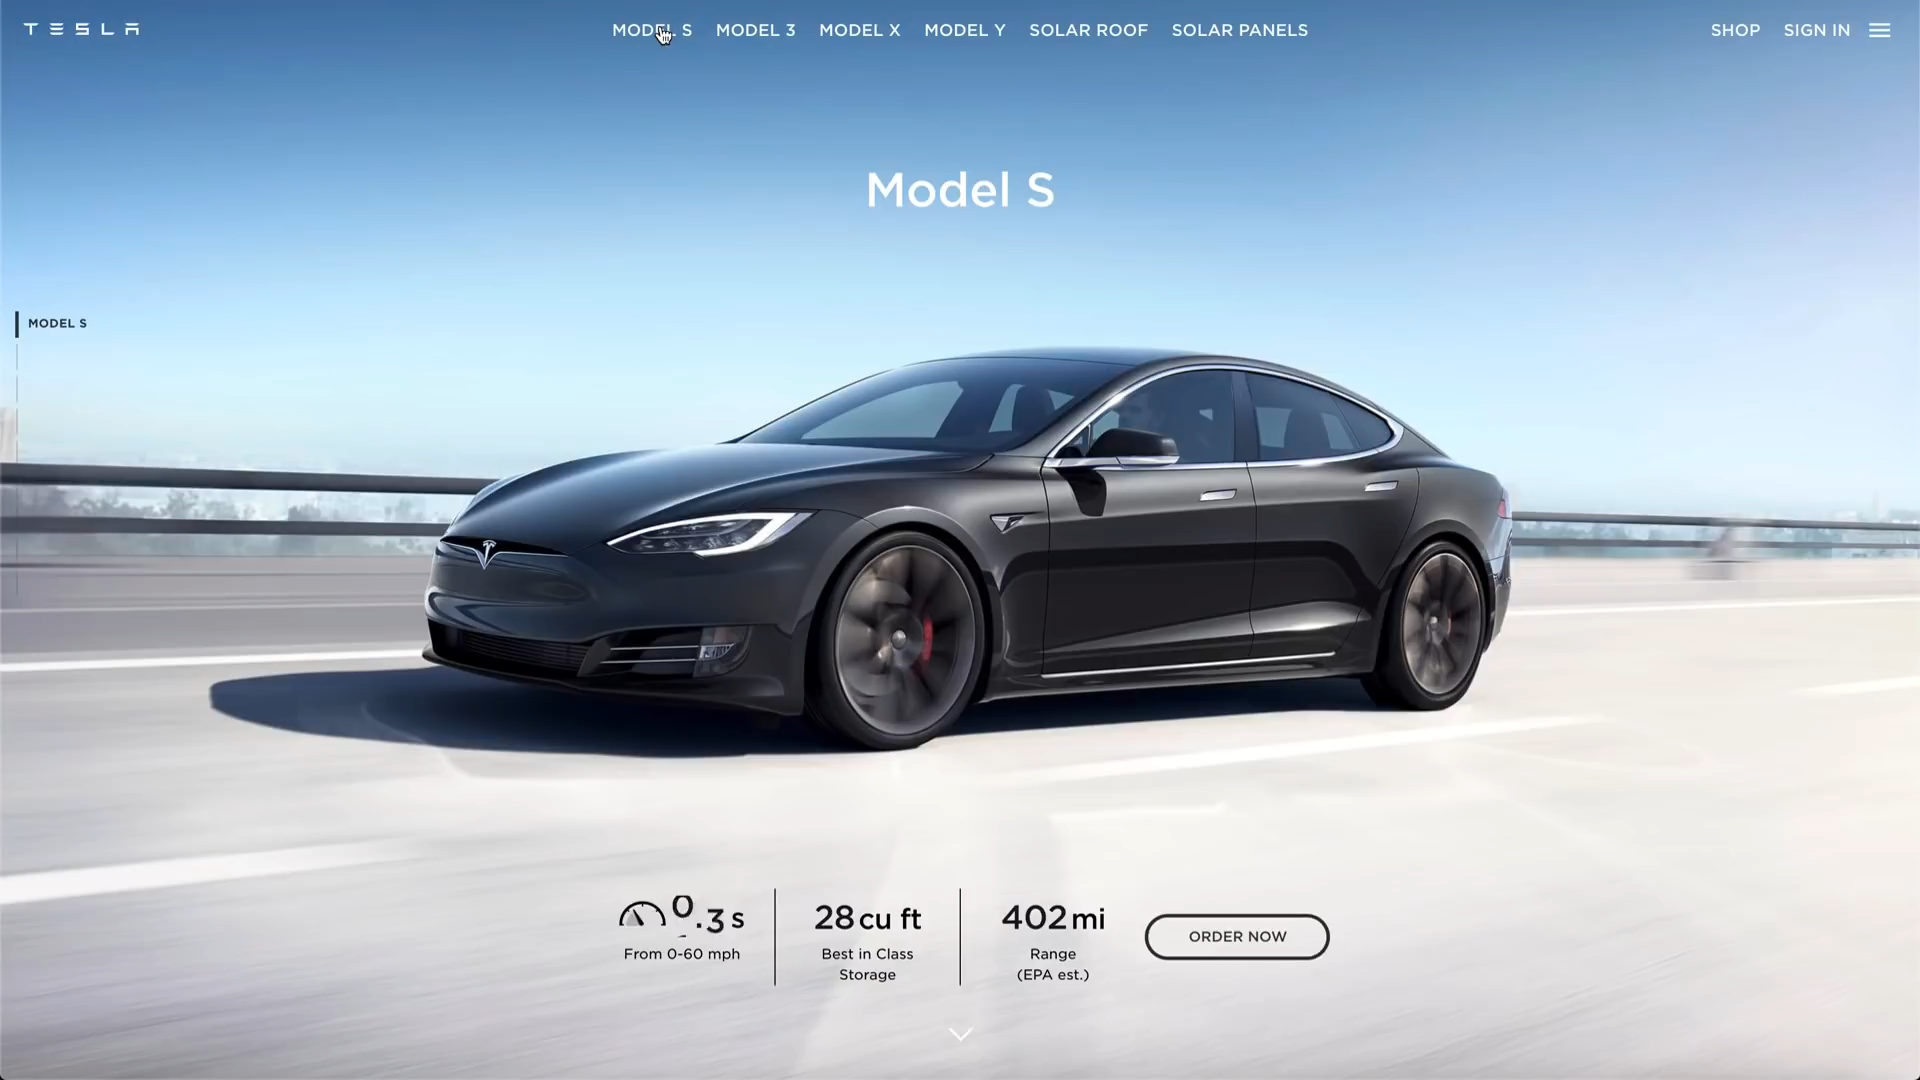 TESLA
MODEL S MODEL 3 MODEL X MODEL Y SOLAR ROOF SOLAR PANELS
SHOP SIGN IN
Model S
MODEL S
0.3 s
From 0-60 mph
28 cu ft
Best in Class
Storage
402 mi
Range
(EPA est.)
ORDER NOW